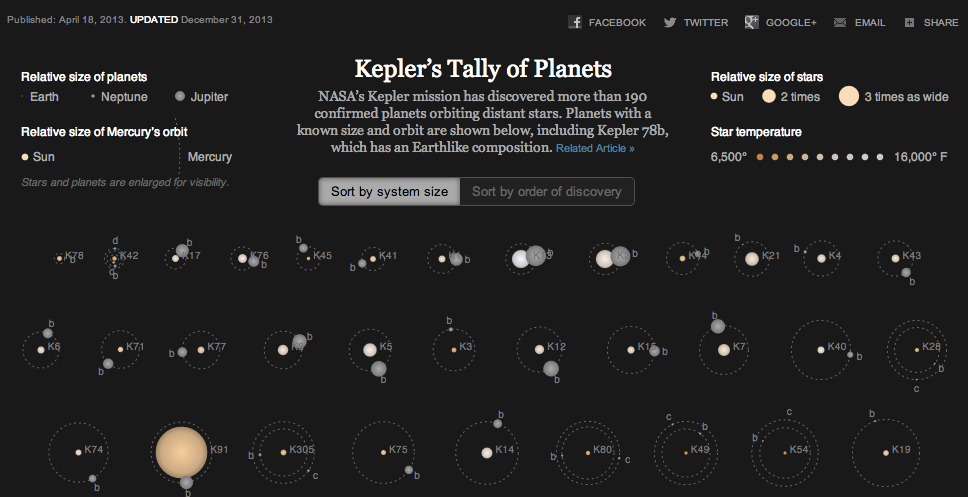 Published: April 18, 2013. UPDATED December 31, 2013
FACEBOOK TWITTER GOOGLE+ EMAIL SHARE
Kepler’s Tally of Planets
NASA’s Kepler mission has discovered more than 190
confirmed planets orbiting distant stars. Planets with a
known size and orbit are shown below, including Kepler 78b,
which has an Earthlike composition. Related Article »
Relative size of planets
Earth Neptune Jupiter
Relative size of Mercury’s orbit
Sun Mercury
Stars and planets are enlarged for visibility.
Relative size of stars
Sun 2 times 3 times as wide
Star temperature
6,500° 16,000° F
Sort by system size Sort by order of discovery
d b b b b
K78 b K42 K17 K76 b K45 b K41 b b K44 b K21 b K4 K43
c b b
b b b b
K6 K71 b K77 K5 K3 K12 K15 b K7 K40 b K28 b
b b b c
b c b c b
K74 K91 b K305 K75 K14 b K80 c K49 b K54 K19
b b c b